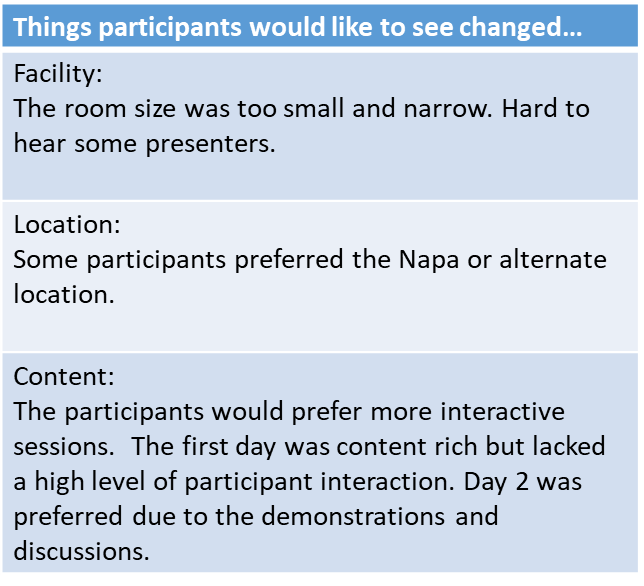 Things participants would like to see changed…
Facility:
The room size was too small and narrow. Hard to
hear some presenters.
Location:
Some participants preferred the Napa or alternate
location.
Content:
The participants would prefer more interactive
sessions.  The first day was content rich but lacked
a high level of participant interaction. Day 2 was
preferred due to the demonstrations and
discussions.